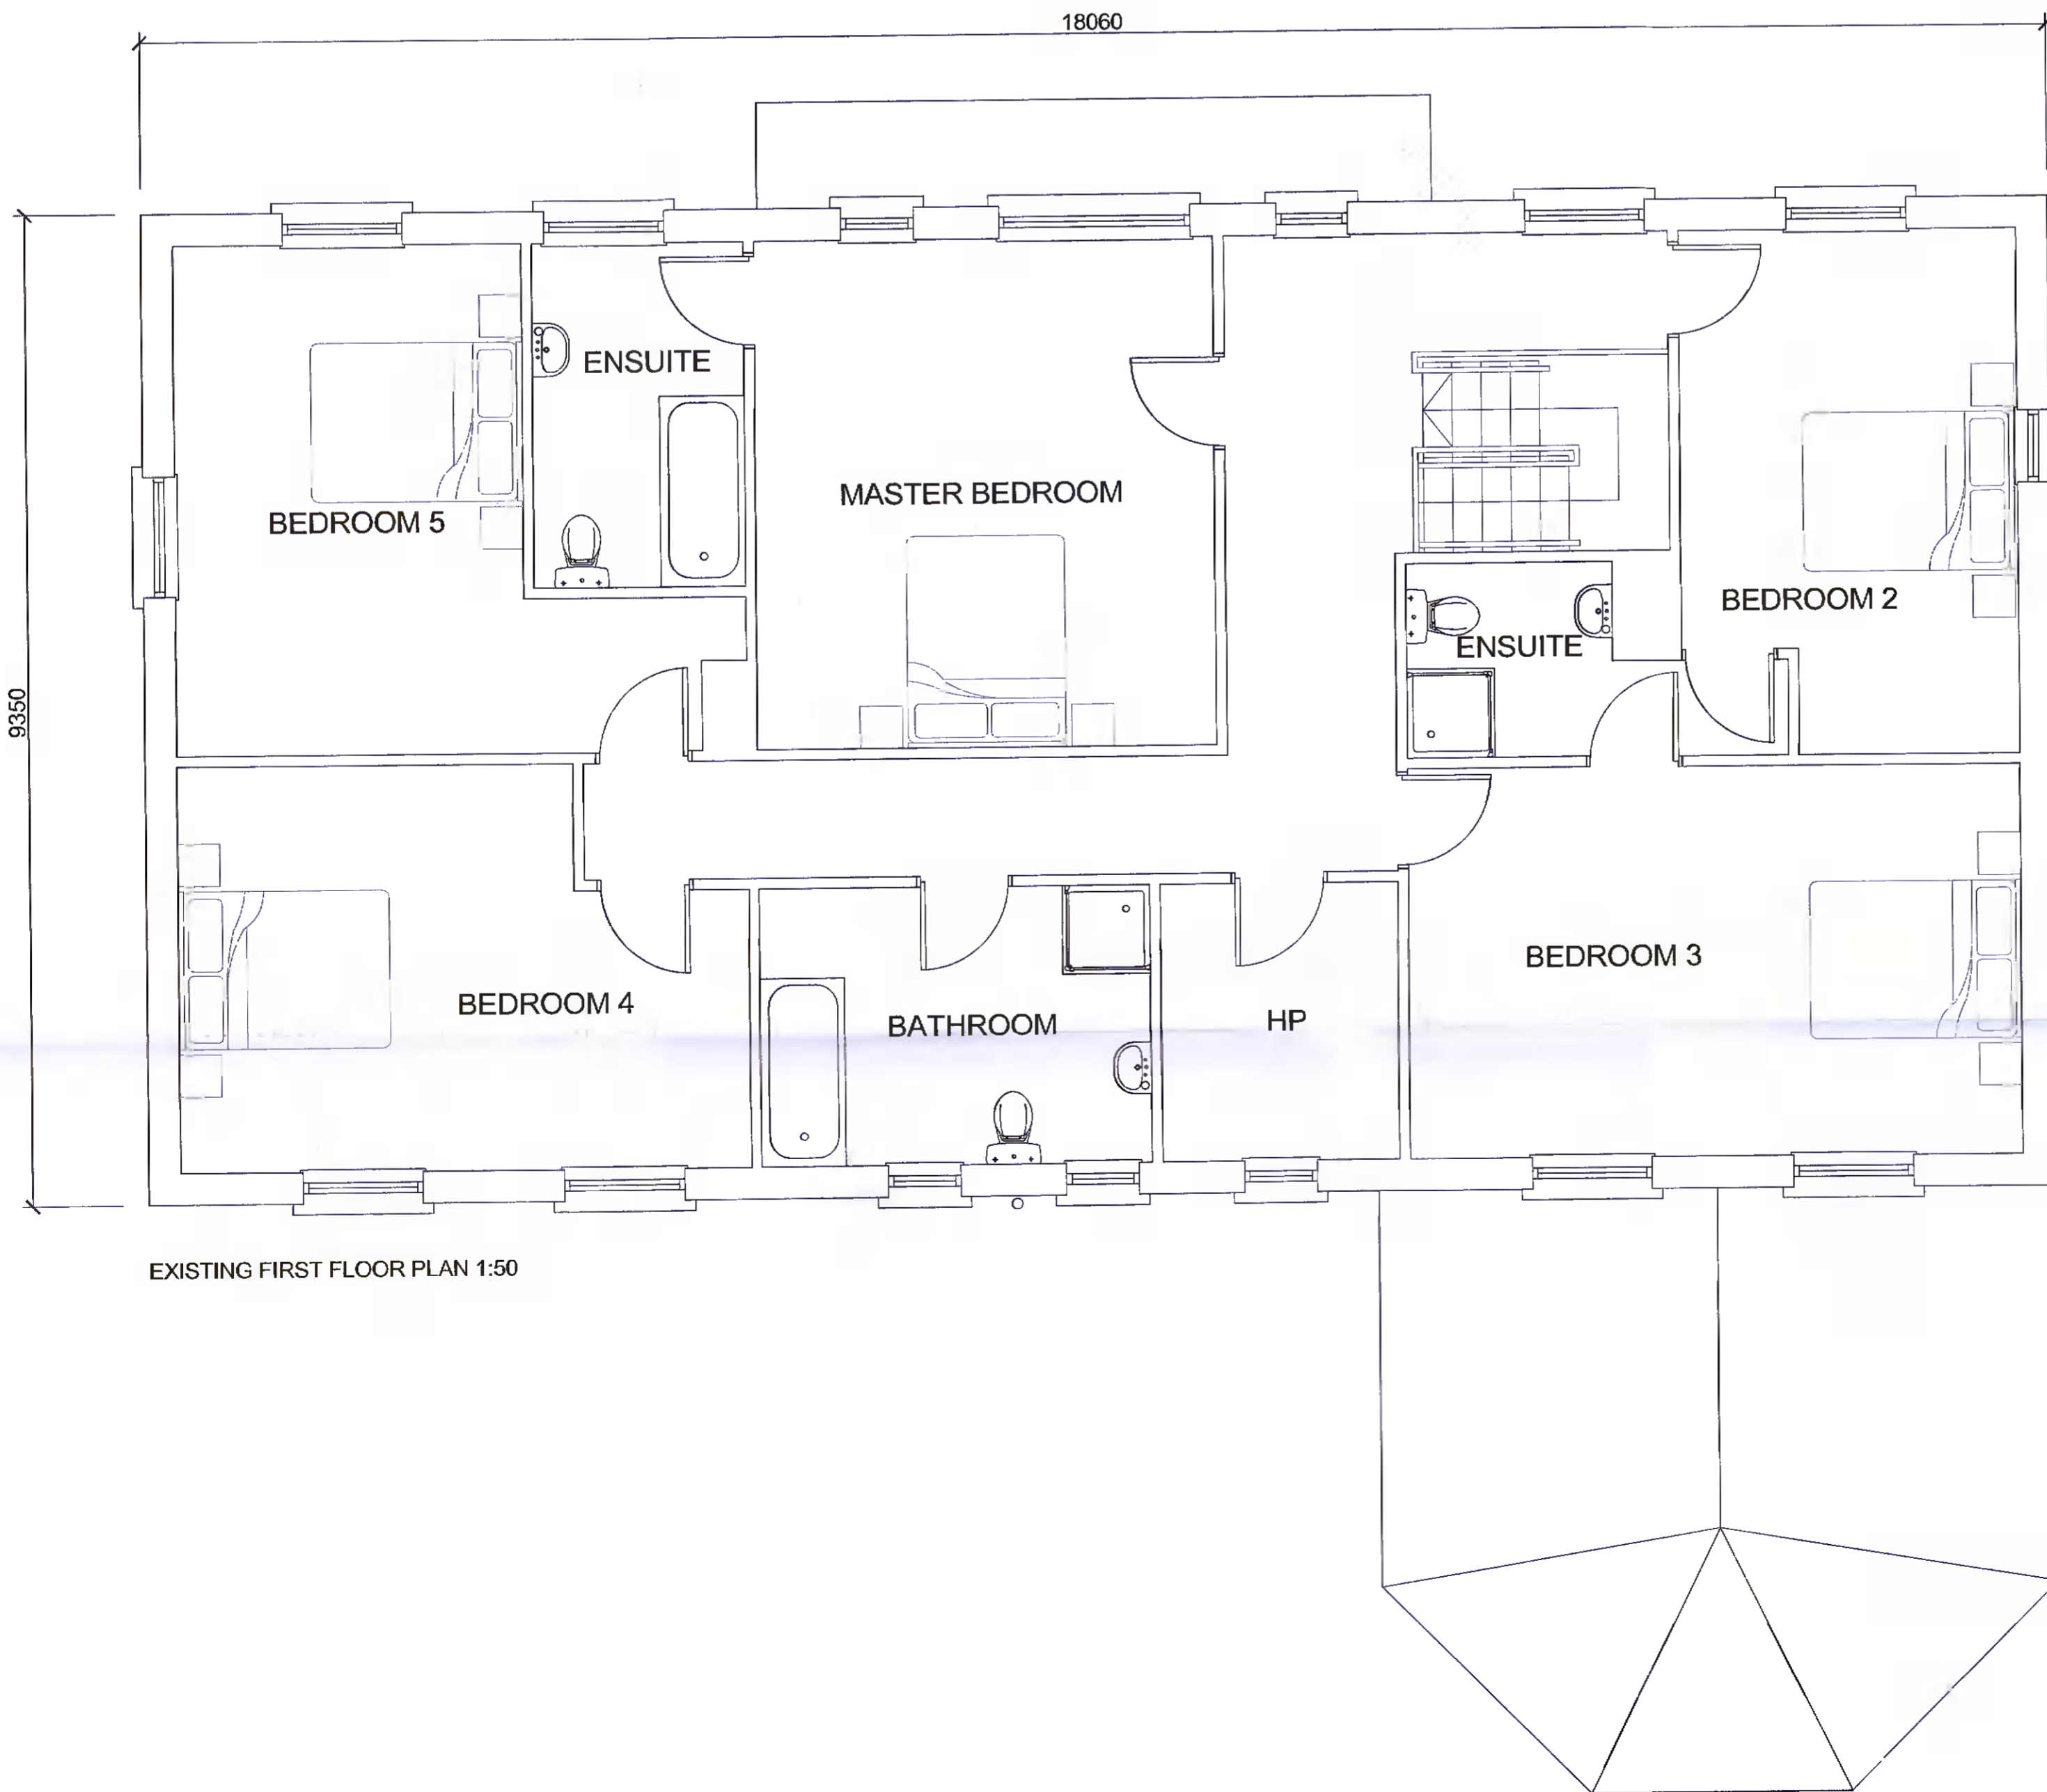 18060
ENSUITE
MASTER BEDROOM
BEDROOM 5
9350
BEDROOM 2
ENSUITE
BEDROOM 3
BEDROOM 4
BATHROOM
HP
EXISTING FIRST FLOOR PLAN 1:50